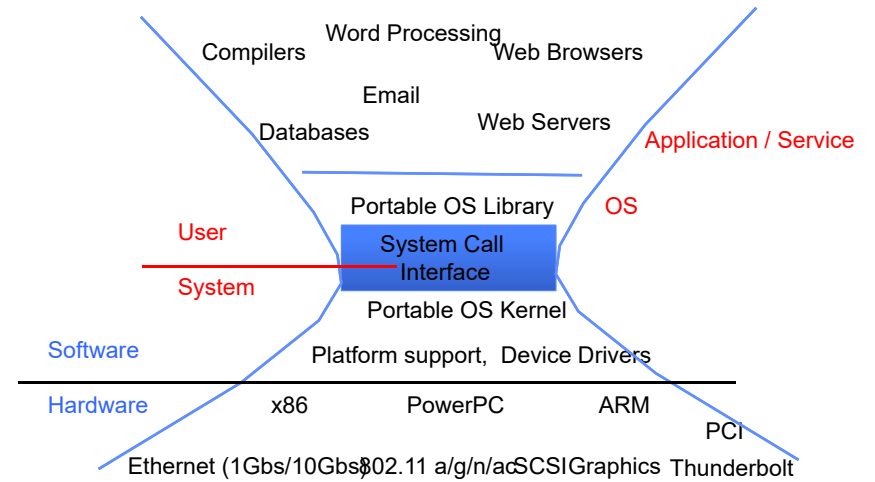 Word Processing
Compilers
Web Browsers
Email
Databases
Web Servers
Application / Service
Portable OS Library
OS
User
System Call
Interface
System
Portable OS Kernel
Software
Platform support, Device Drivers
Hardware
x86
PowerPC
ARM
PCI
Ethernet (1Gbs/10Gbs)
802.11 a/g/n/ac
SCSI
Graphics
Thunderbolt